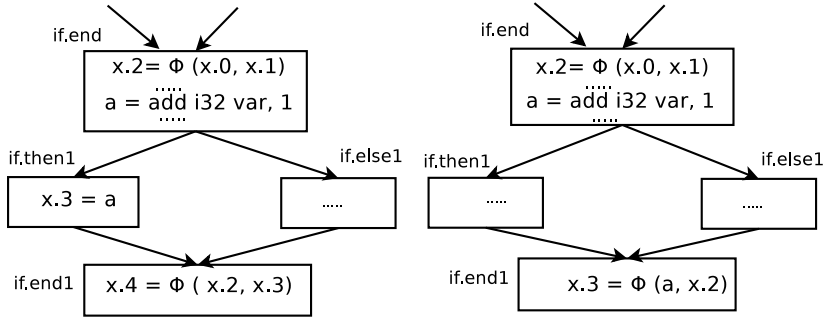 if.end
x.2= Φ (x.0, x.1)
.....
a = add i32 var, 1
.....
if.then1
x.3 = a
if.else1
.....
if.end1
x.4 = Φ ( x.2, x.3)
if.end
x.2= Φ (x.0, x.1)
.....
a = add i32 var, 1
.....
if.then1
.....
if.else1
.....
if.end1
x.3 = Φ (a, x.2)